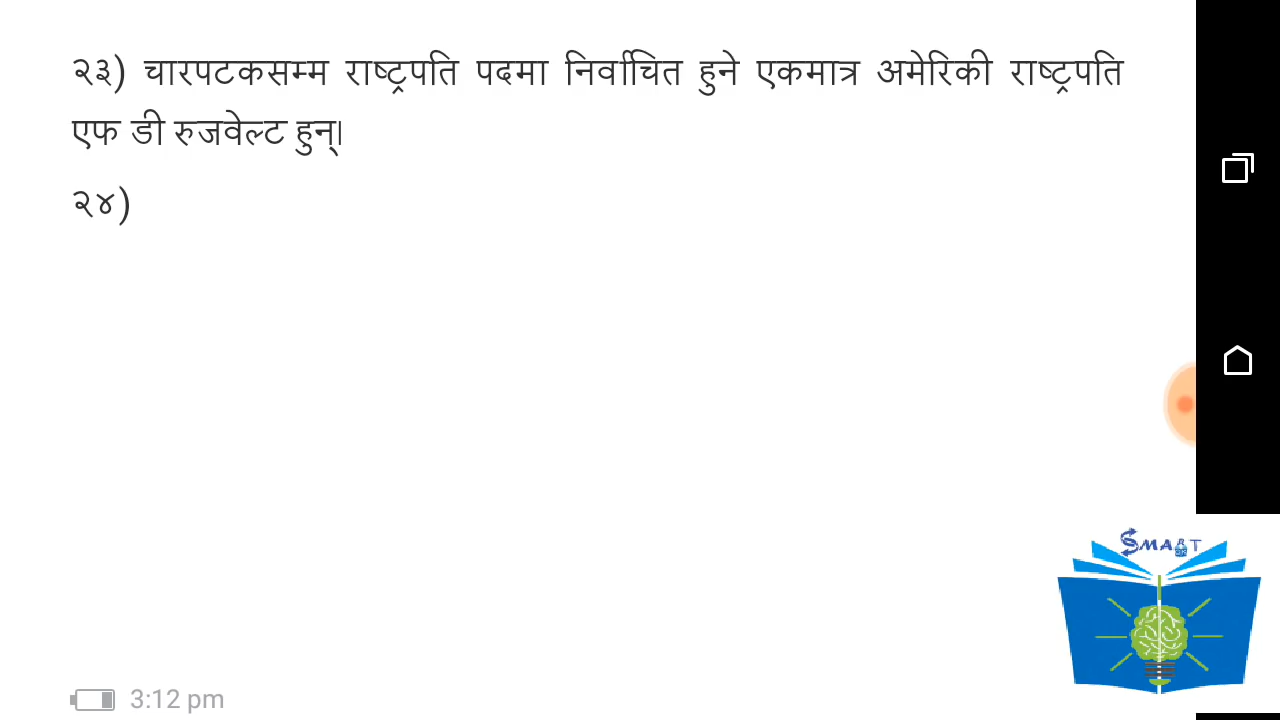 २३) चारपटकसम्म राष्ट्रपति पदमा निर्वाचित हुने एकमात्र अमेरिकी राष्ट्रपति
एफ डी रुजवेल्ट हुन्।
२४)
SMART
3:12 pm